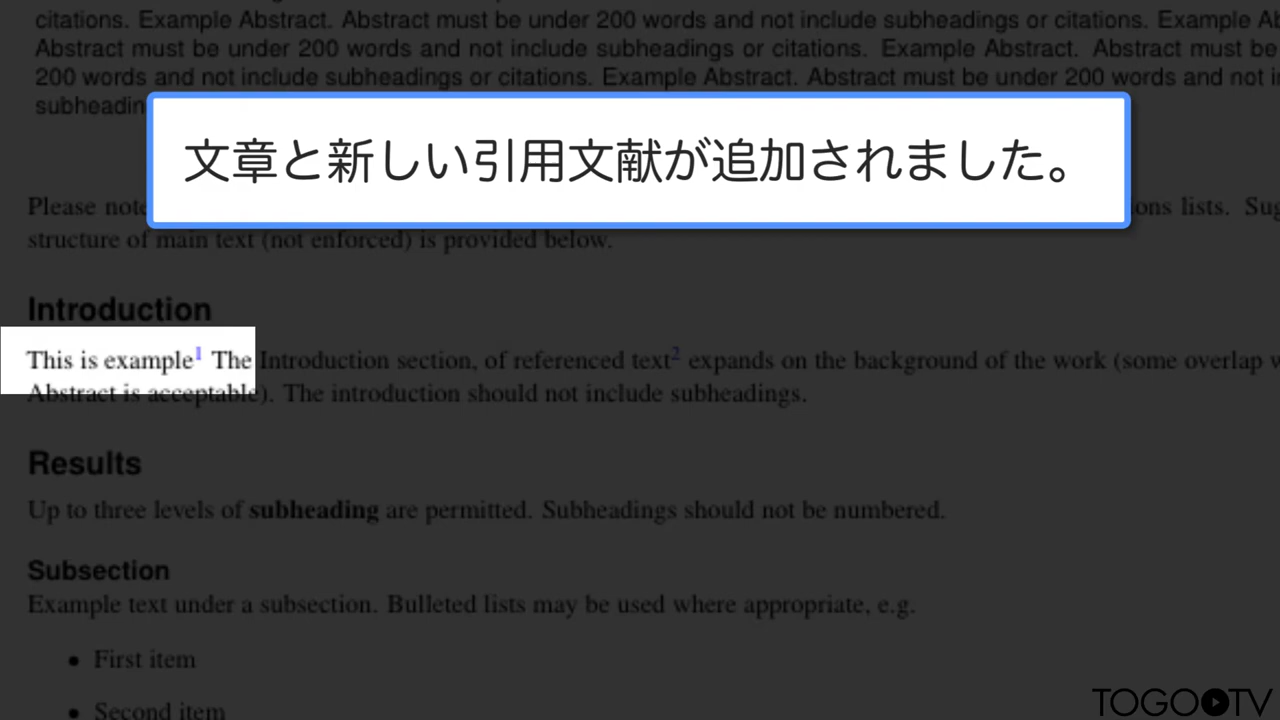 citations. Example Abstract. Abstract must be under 200 words and not include subheadings or citations. Example
Abstract must be under 200 words and not include subheadings or citations. Example Abstract. Abstract must be
200 words and not include subheadings or citations. Example Abstract. Abstract must be under 200 words and not
文章と新しい引用文献が追加されました。
Please
lists.
structure of main text (not enforced) is provided below.
Introduction
This is example1 The Introduction section, of referenced text2 expands on the background of the work (some overlap
Abstract is acceptable). The introduction should not include subheadings.
Results
Up to three levels of subheading are permitted. Subheadings should not be numbered.
Subsection
Example text under a subsection. Bulleted lists may be used where appropriate, e.g.
• First item
• Second item
TOGO TV